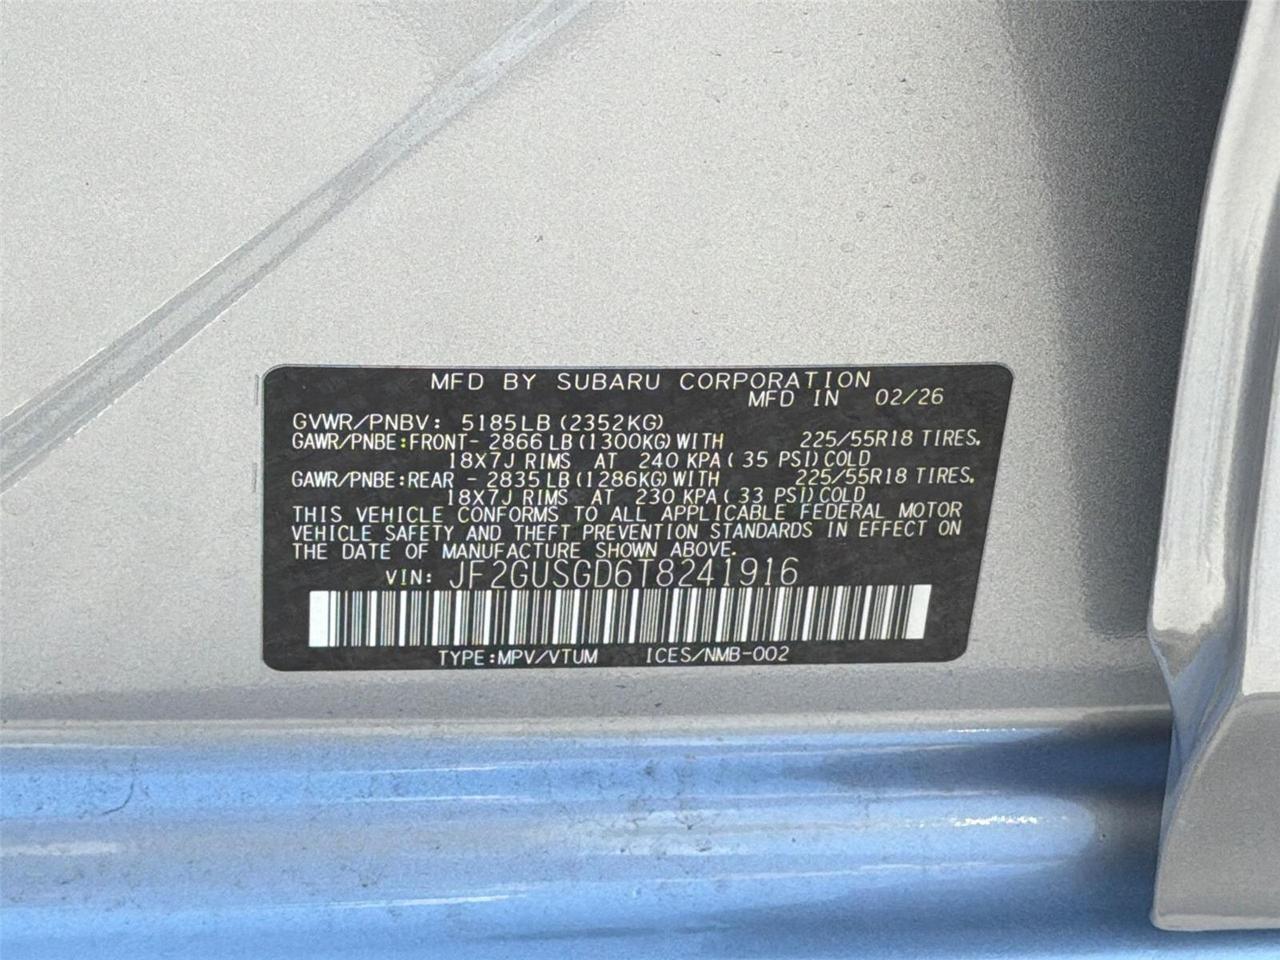 MFD BY SUBARU CORPORATION
MFD IN 02/26
GVWR/PNBV: 5185LB (2352KG)
GAWR/PNBE:FRONT- 2866 LB (1300KG) WITH 225/55R18 TIRES.
18X7J RIMS AT 240 KPA( 35 PSI) COLD
GAWR/PNBE:REAR - 2835 LB (1286KG) WITH 225/55R18 TIRES.
18X7J RIMS AT 230 KPA( 33 PSI) COLD
THIS VEHICLE CONFORMS TO ALL APPLICABLE FEDERAL MOTOR
VEHICLE SAFETY AND THEFT PREVENTION STANDARDS IN EFFECT ON
THE DATE OF MANUFACTURE SHOWN ABOVE.
VIN: JF2GUSGD6T8241916
TYPE:MPV/VTUM ICES/NMB-002